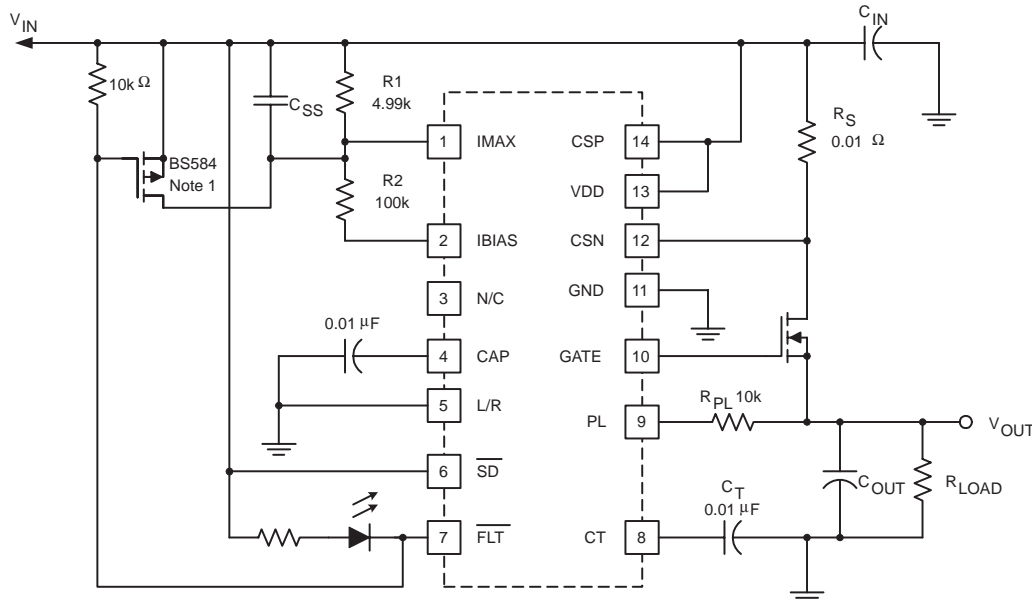 V_IN
C_IN
10k Ω
C_SS
R1
4.99k
R_S
0.01 Ω
1 IMAX
CSP 14
BS584
Note 1
R2
100k
VDD 13
2 IBIAS
CSN 12
3 N/C
GND 11
0.01 µF
4 CAP
GATE 10
5 L/R
PL 9
R_PL 10k
V_OUT
6 S̅D̅
C_OUT
R_LOAD
C_T
0.01 µF
7 F̅L̅T̅
CT 8